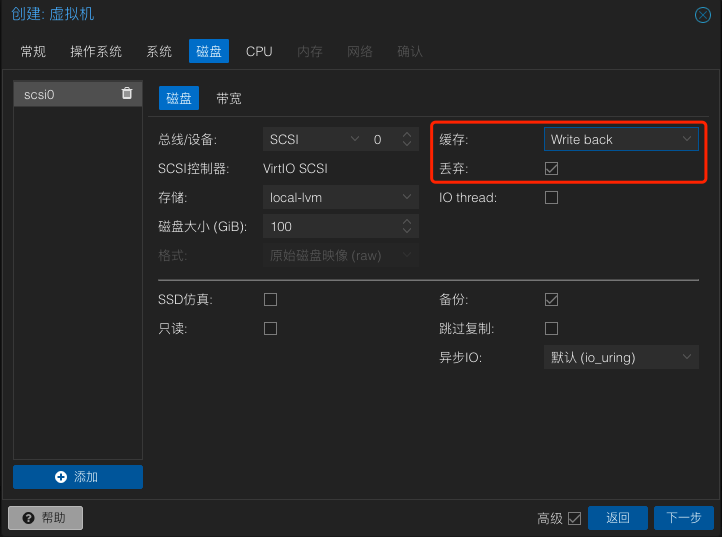 创建: 虚拟机
常规 操作系统 系统 磁盘 CPU 内存 网络 确认
scsi0
磁盘 带宽
总线/设备: SCSI 0 缓存: Write back
SCSI控制器: VirtIO SCSI 丢弃:
存储: local-lvm IO thread:
磁盘大小 (GiB): 100
格式: 原始磁盘映像 (raw)
SSD仿真: 备份:
只读: 跳过复制:
异步IO: 默认 (io_uring)
添加
帮助 高级 返回 下一步